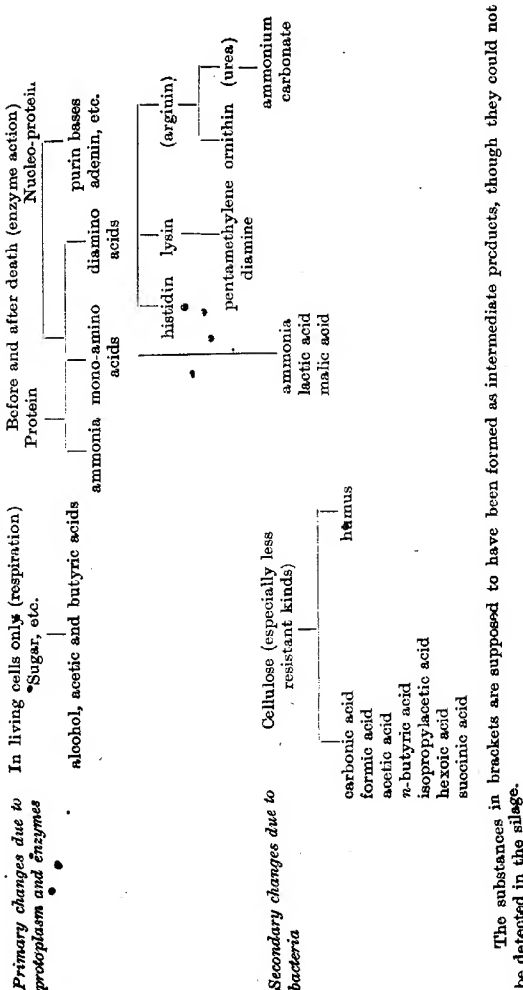 Primary changes due to
protoplasm and enzymes
In living cells only (respiration)
Sugar, etc.
alcohol, acetic and butyric acids
Before and after death (enzyme action)
Protein
Nucleo-protein.
ammonia
mono-amino
acids
diamino
acids
purin bases
adenin, etc.
histidin
lysin
(arginin)
pentamethylene
diamine
ornithin
(urea)
ammonium
carbonate
ammonia
lactic acid
malic acid
Secondary changes due to
bacteria
Cellulose (especially less
resistant kinds)
carbonic acid
formic acid
acetic acid
n-butyric acid
isopropylacetic acid
hexoic acid
succinic acid
humus
The substances in brackets are supposed to have been formed as intermediate products, though they could not
be detected in the silage.